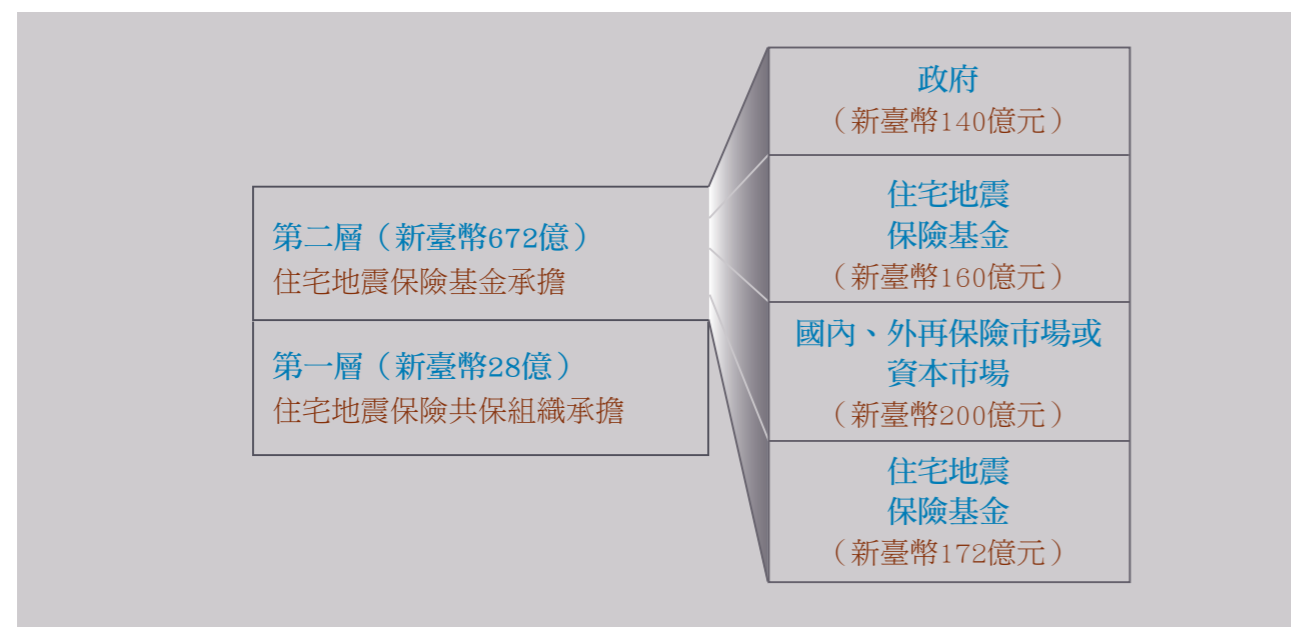 政府
（新臺幣140億元）
住宅地震
保險基金
（新臺幣160億元）
國內、外再保險市場或
資本市場
（新臺幣200億元）
住宅地震
保險基金
（新臺幣172億元）
第二層（新臺幣672億）
住宅地震保險基金承擔
第一層（新臺幣28億）
住宅地震保險共保組織承擔